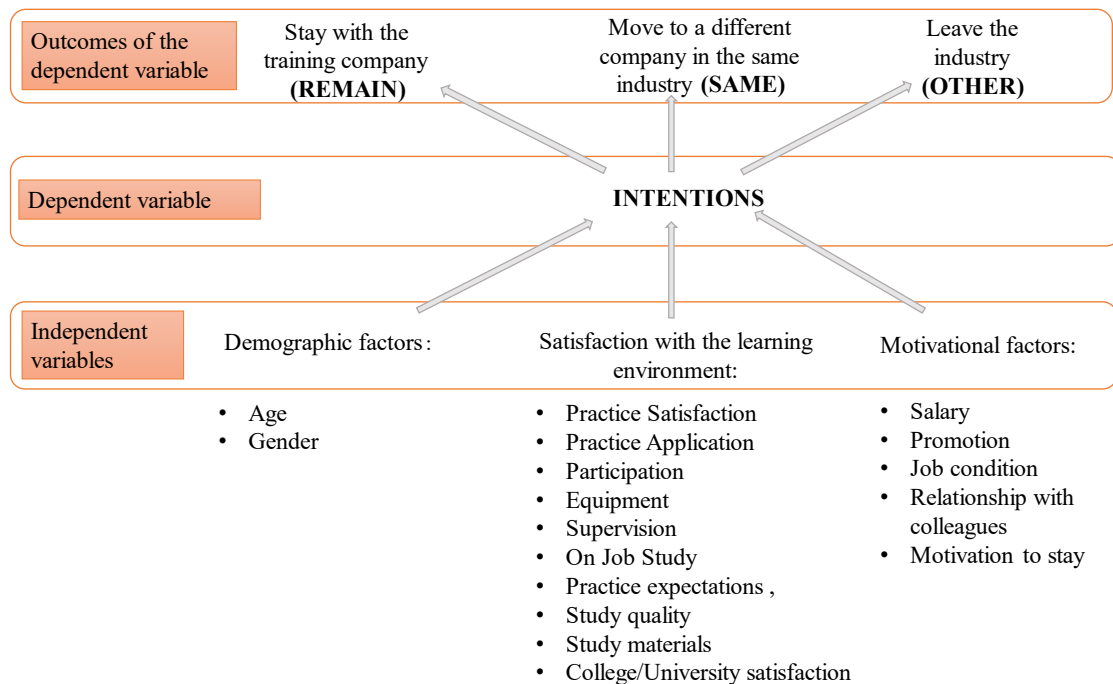 Outcomes of the
dependent variable
Stay with the
training company
(REMAIN)
Move to a different
company in the same
industry (SAME)
Leave the
industry
(OTHER)
Dependent variable
INTENTIONS
Independent
variables
Demographic factors:
Satisfaction with the learning
environment:
Motivational factors:
• Age
• Gender
• Practice Satisfaction
• Practice Application
• Participation
• Equipment
• Supervision
• On Job Study
• Practice expectations ,
• Study quality
• Study materials
• College/University satisfaction
• Salary
• Promotion
• Job condition
• Relationship with
colleagues
• Motivation to stay